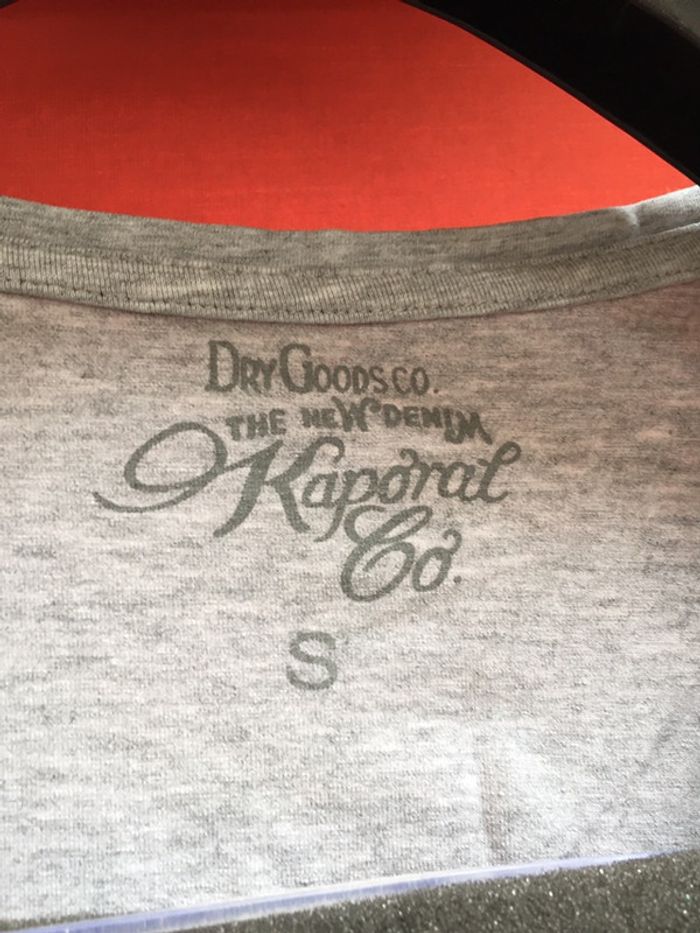 DRY GOODS CO.
THE NEW DENIM
Kaporal
Co.
S